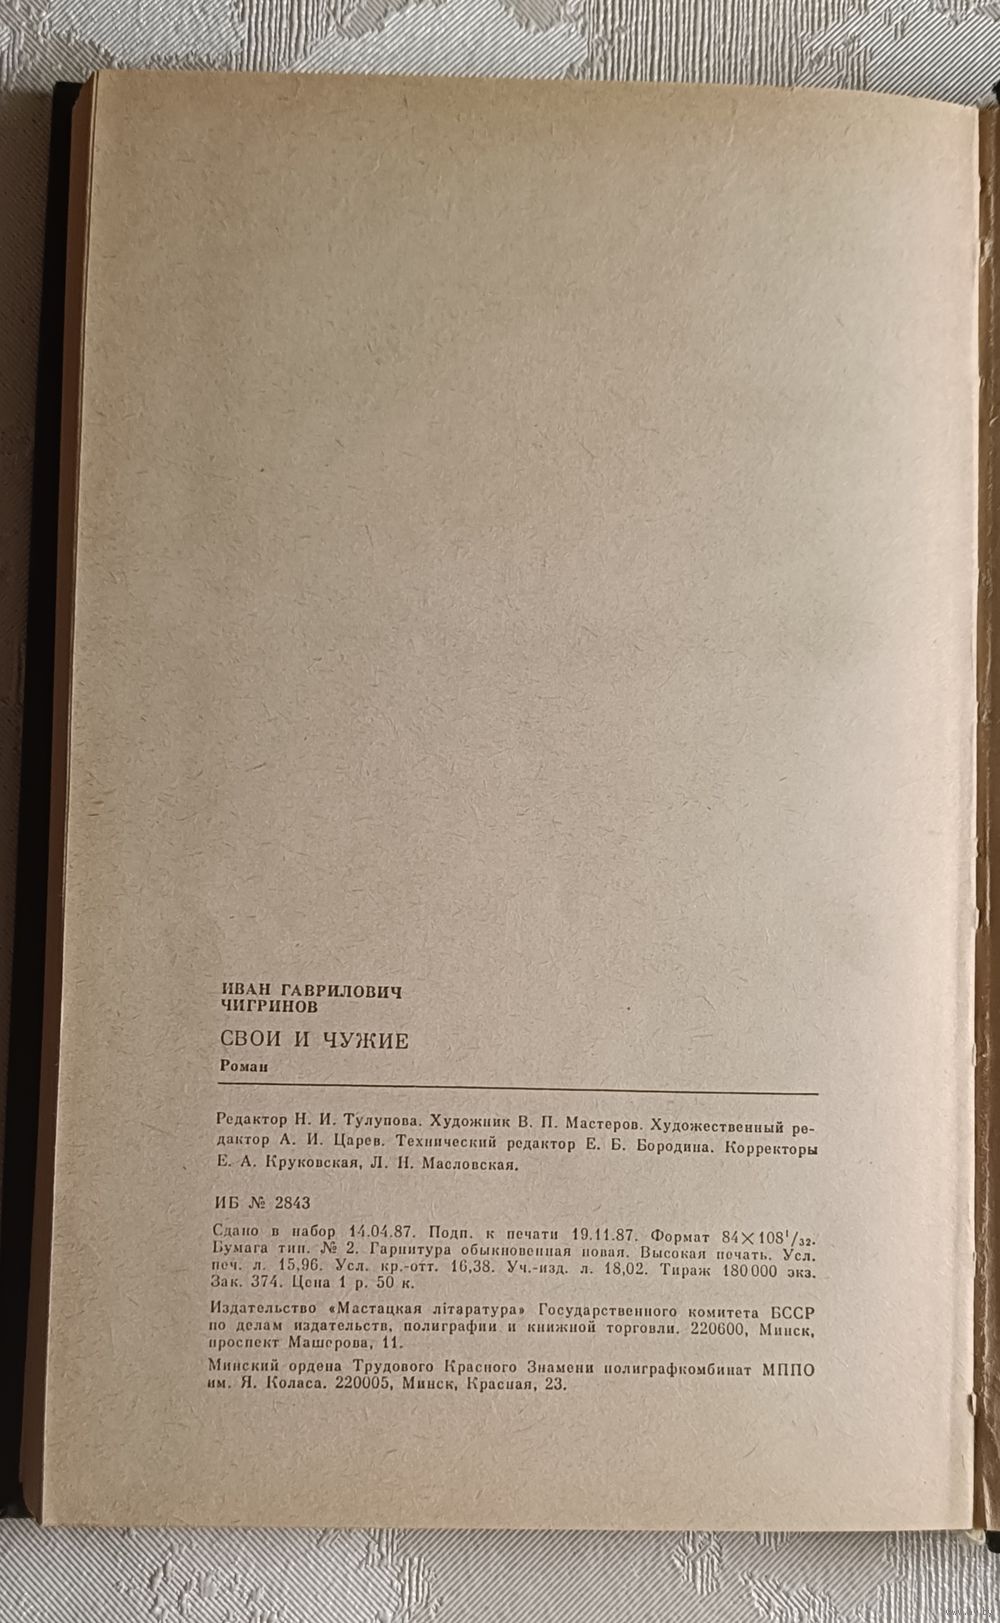 ИВАН ГАВРИЛОВИЧ
ЧИГРИНОВ
СВОИ И ЧУЖИЕ
Роман
Редактор Н. И. Тулупова. Художник В. П. Мастеров. Художественный ре-
дактор А. И. Царев. Технический редактор Е. Б. Бородина. Корректоры
Е. А. Круковская, Л. Н. Масловская.
ИБ № 2843
Сдано в набор 14.04.87. Подп. к печати 19.11.87. Формат 84×108¹/₃₂.
Бумага тип. № 2. Гарнитура обыкновенная новая. Высокая печать. Усл.
печ. л. 15,96. Усл. кр.-отт. 16,38. Уч.-изд. л. 18,02. Тираж 180 000 экз.
Зак. 374. Цена 1 р. 50 к.
Издательство «Мастацкая літаратура» Государственного комитета БССР
по делам издательств, полиграфии и книжной торговли. 220600, Минск,
проспект Машерова, 11.
Минский ордена Трудового Красного Знамени полиграфкомбинат МППО
им. Я. Коласа. 220005, Минск, Красная, 23.